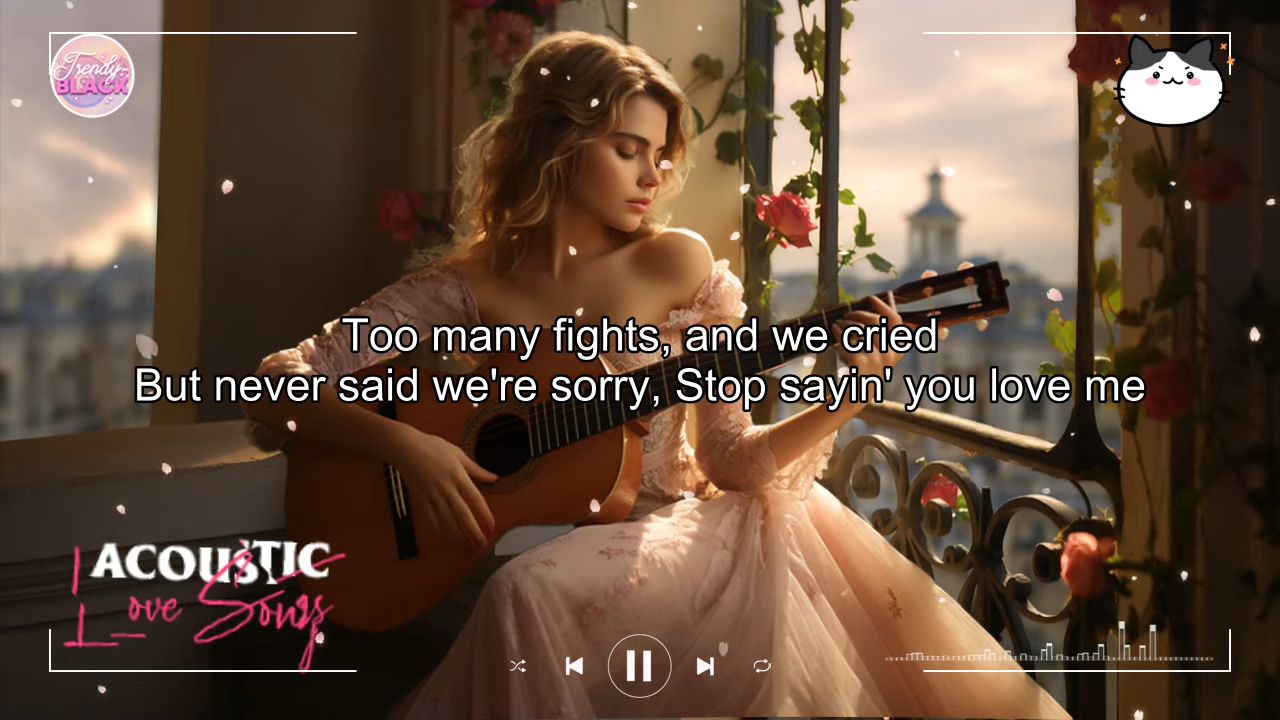 Trendy
BLACK
Too many fights, and we cried
But never said we're sorry, Stop sayin' you love me
ACOUSTIC
Love Songs